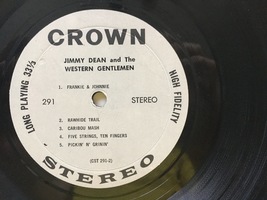 CROWN
JIMMY DEAN and The
WESTERN GENTLEMEN
LONG PLAYING 33⅓
HIGH FIDELITY
1. FRANKIE & JOHNNIE
291
STEREO
2. RAWHIDE TRAIL
3. CARIBOU MASH
4. FIVE STRINGS, TEN FINGERS
5. PICKIN' N' GRININ'
(CST 291-2)
STEREO